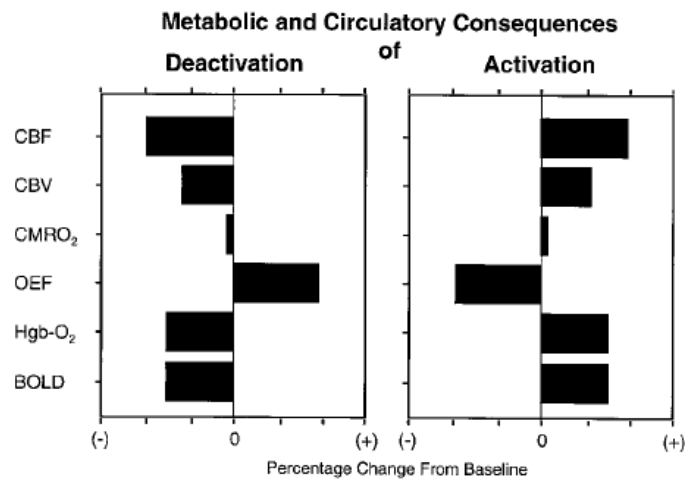 Metabolic and Circulatory Consequences
of
Deactivation
Activation
CBF
CBV
CMRO₂
OEF
Hgb-O₂
BOLD
(-) 0 (+) (-) 0 (+)
Percentage Change From Baseline